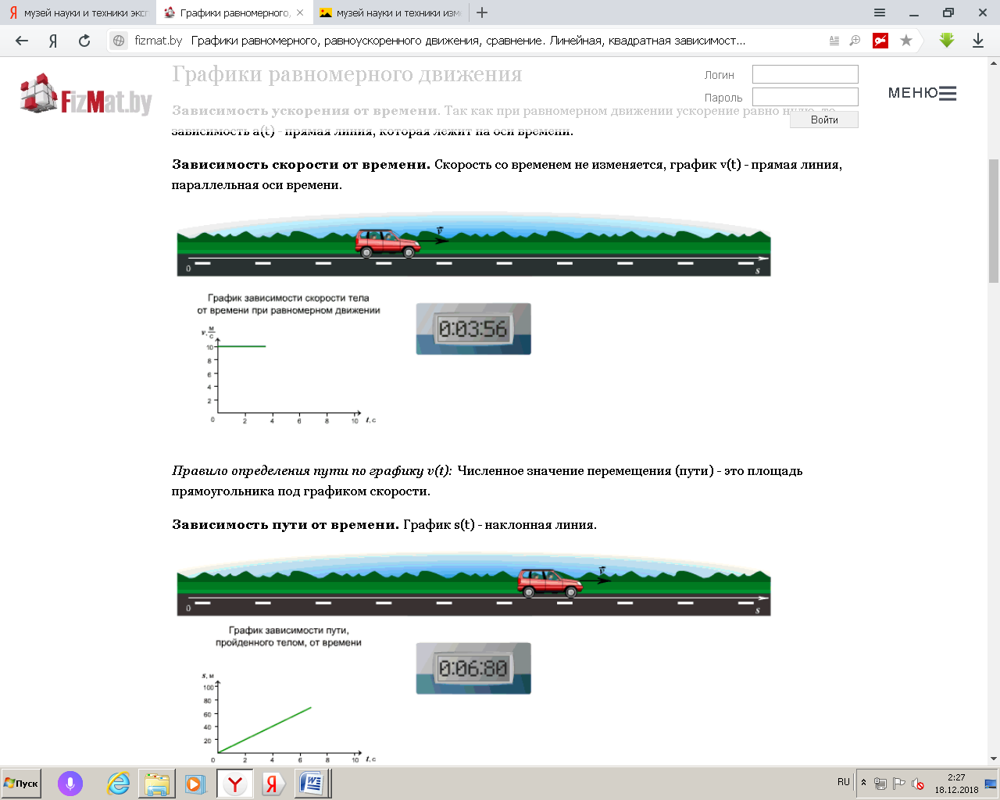 музей науки и техники эксп
Графики равномерного,
музей науки и техники изме
fizmat.by Графики равномерного, равноускоренного движения, сравнение. Линейная, квадратная зависимост...
FizMat.by
Графики равномерного движения
Логин
Пароль
Войти
МЕНЮ
Зависимость ускорения от времени. Так как при равномерном движении ускорение равно нулю, то
зависимость a(t) - прямая линия, которая лежит на оси времени.
Зависимость скорости от времени. Скорость со временем не изменяется, график v(t) - прямая линия,
параллельная оси времени.
v
0
s
График зависимости скорости тела
от времени при равномерном движении
0:03:56
v, м/с
10
8
6
4
2
0 2 4 6 8 10 t, с
Правило определения пути по графику v(t): Численное значение перемещения (пути) - это площадь
прямоугольника под графиком скорости.
Зависимость пути от времени. График s(t) - наклонная линия.
v
0
s
График зависимости пути,
пройденного телом, от времени
0:06:80
s, м
100
80
60
40
20
0 2 4 6 8 10 t, с
Пуск
RU
2:27
18.12.2018